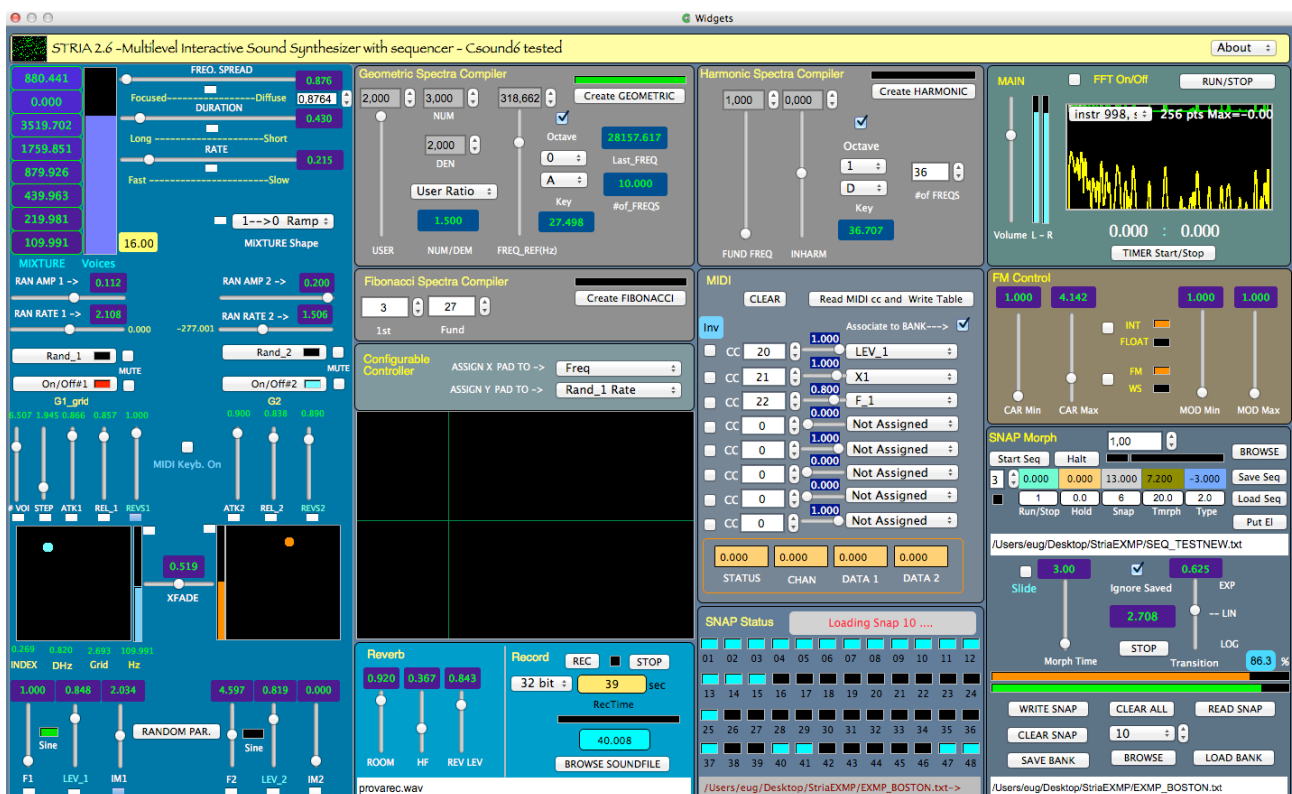 Widgets
STRIA 2.6 -Multilevel Interactive Sound Synthesizer with sequencer - Csound6 tested
About
880.441
0.000
3519.702
1759.851
879.926
439.963
219.981
109.991
MIXTURE Voices
16.00
FREQ. SPREAD
0.876
Focused----------------------Diffuse 0,8764
DURATION
0.430
Long ------------------------Short
RATE
0.215
Fast ------------------------Slow
1-->0 Ramp
MIXTURE Shape
RAN AMP 1 -> 0.112
RAN AMP 2 -> 0.200
RAN RATE 1 -> 2.108
RAN RATE 2 -> 1.506
0.000 -277.001
Rand_1
MUTE
Rand_2
MUTE
On/Off#1
On/Off#2
G1_grid
G2
6.507 1.945 0.866 0.857 1.000
0.900 0.838 0.890
MIDI Keyb. On
# VOI STEP ATK1 REL_1 REVS1
ATK2 REL_2 REVS2
0.519
XFADE
0.269 0.820 2.693 109.991
INDEX DHz Grid Hz
1.000 0.848 2.034
4.597 0.819 0.000
Sine
RANDOM PAR.
Sine
F1 LEV_1 IM1
F2 LEV_2 IM2
Geometric Spectra Compiler
2,000 3,000 318,662
Create GEOMETRIC
NUM
2,000
DEN
Octave
0
A
Key
28157.617
Last_FREQ
10.000
#of_FREQS
User Ratio
1.500
27.498
USER NUM/DEM FREQ_REF(Hz)
Fibonacci Spectra Compiler
3 27
Create FIBONACCI
1st Fund
Configurable
Controller
ASSIGN X PAD TO -> Freq
ASSIGN Y PAD TO -> Rand_1 Rate
Reverb
0.920 0.367 0.843
ROOM HF REV LEV
Record
REC STOP
32 bit 39 sec
RecTime
40.008
BROWSE SOUNDFILE
provarec.wav
Harmonic Spectra Compiler
1,000 0,000
Create HARMONIC
Octave
1
D
Key
36.707
36
#of FREQS
FUND FREQ INHARM
MIDI
CLEAR
Read MIDI cc and Write Table
Inv
Associate to BANK--->
1.000
CC 20 LEV_1
1.000
CC 21 X1
0.800
CC 22 F_1
0.000
CC 0 Not Assigned
1.000
CC 0 Not Assigned
0.000
CC 0 Not Assigned
0.000
CC 0 Not Assigned
1.000
CC 0 Not Assigned
0.000 0.000 0.000 0.000
STATUS CHAN DATA 1 DATA 2
SNAP Status
Loading Snap 10 ....
01 02 03 04 05 06 07 08 09 10 11 12
13 14 15 16 17 18 19 20 21 22 23 24
25 26 27 28 29 30 31 32 33 34 35 36
37 38 39 40 41 42 43 44 45 46 47 48
/Users/eug/Desktop/StriaEXMP/EXMP_BOSTON.txt->
MAIN
FFT On/Off
RUN/STOP
instr 998, s 256 pts Max=-0.00
Volume L - R
0.000 : 0.000
TIMER Start/Stop
FM Control
1.000 4.142 1.000 1.000
INT
FLOAT
FM
WS
CAR Min CAR Max MOD Min MOD Max
SNAP Morph
1,00
BROWSE
Start Seq Halt
3 0.000 0.000 13.000 7.200 -3.000 Save Seq
1 0.0 6 20.0 2.0 Load Seq
Run/Stop Hold Snap Tmrph Type
Put El
/Users/eug/Desktop/StriaEXMP/SEQ_TESTNEW.txt
3.00
Slide
Ignore Saved
0.625
EXP
2.708
-- LIN
STOP
LOG
Morph Time
Transition
86.3 %
WRITE SNAP CLEAR ALL READ SNAP
CLEAR SNAP 10
SAVE BANK BROWSE LOAD BANK
/Users/eug/Desktop/StriaEXMP/EXMP_BOSTON.txt